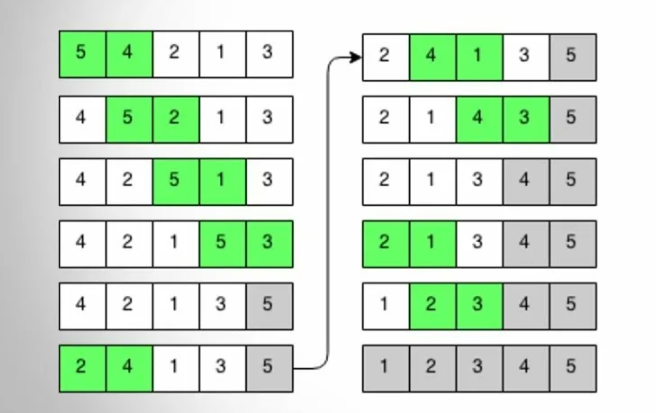 5 4 2 1 3
4 5 2 1 3
4 2 5 1 3
4 2 1 5 3
4 2 1 3 5
2 4 1 3 5
2 4 1 3 5
2 1 4 3 5
2 1 3 4 5
2 1 3 4 5
1 2 3 4 5
1 2 3 4 5